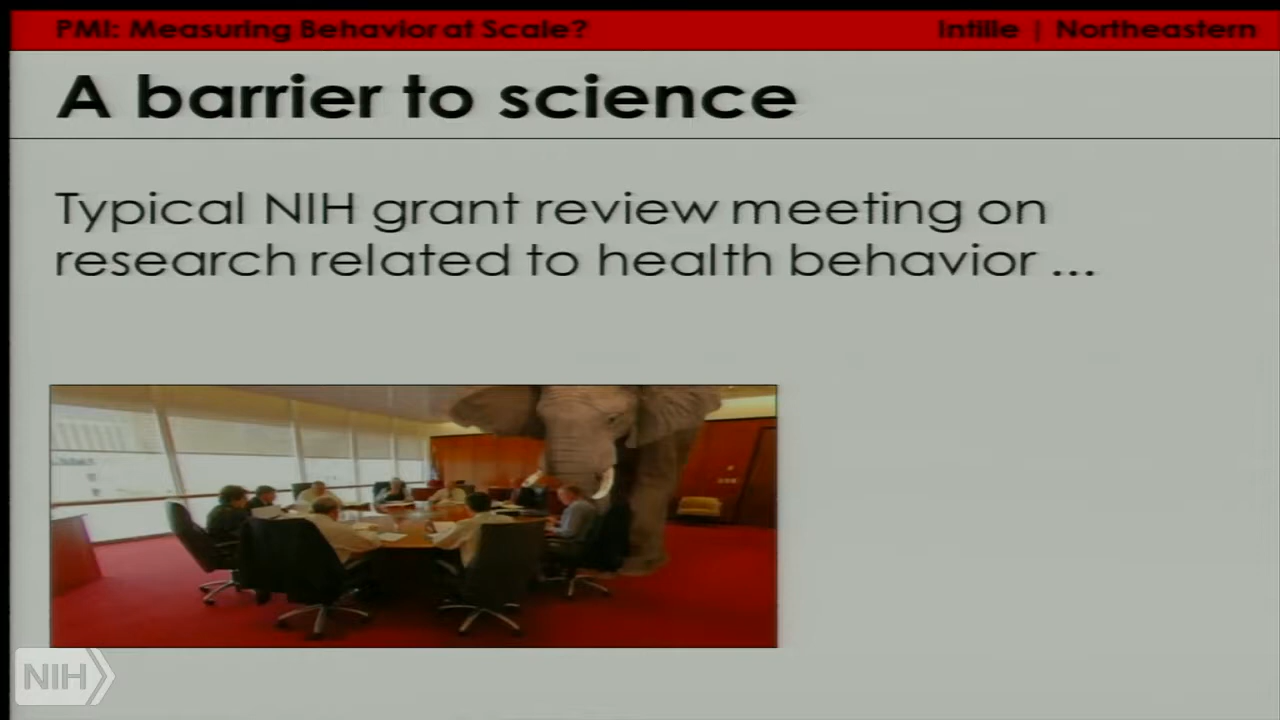 PMI: Measuring Behavior at Scale?
Intille | Northeastern
A barrier to science
Typical NIH grant review meeting on
research related to health behavior ...
NIH